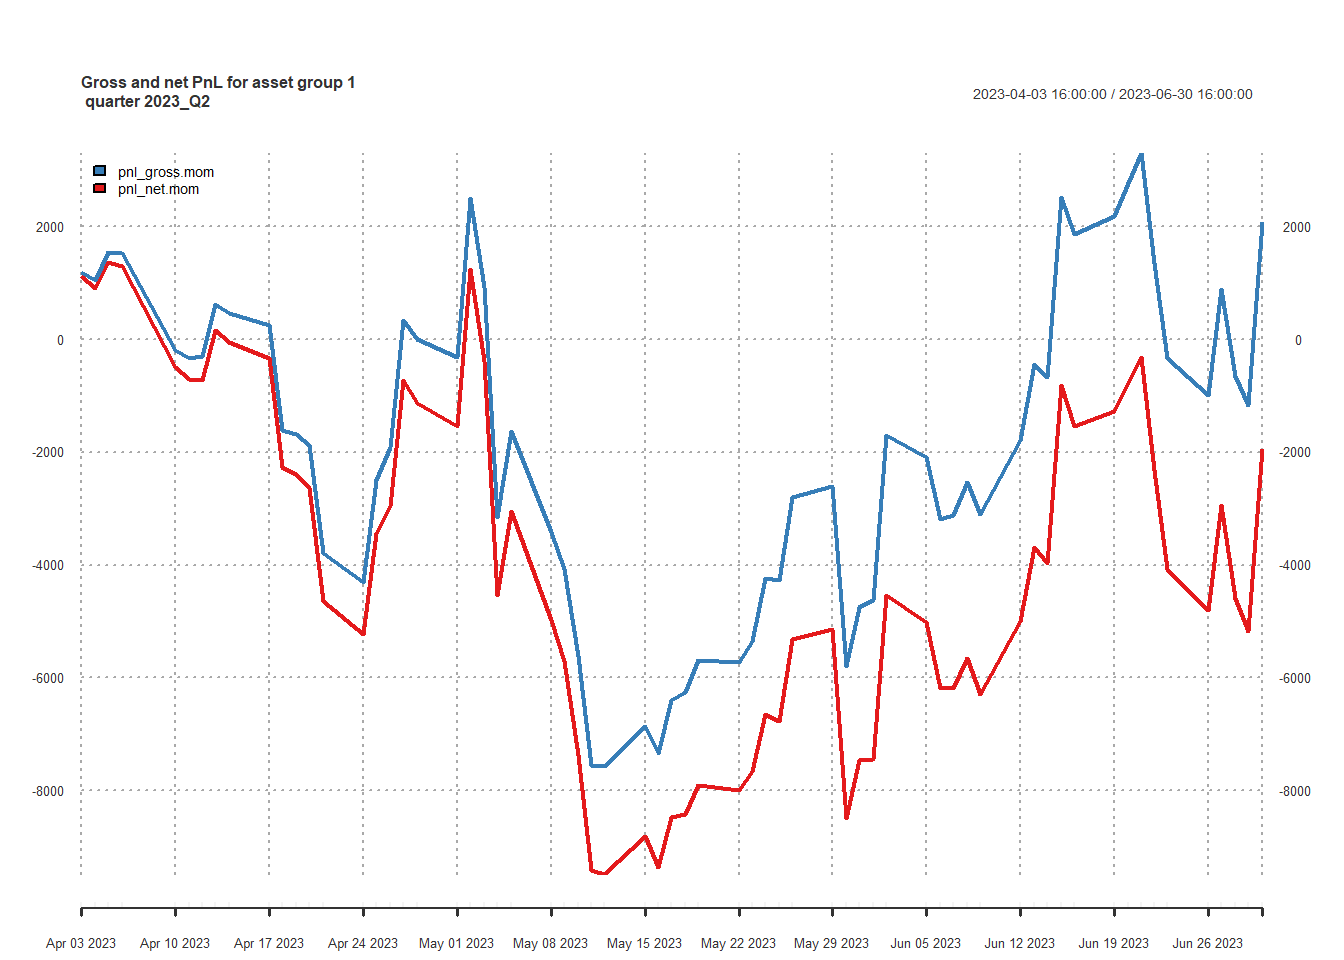 Gross and net PnL for asset group 1
quarter 2023_Q2
2023-04-03 16:00:00 / 2023-06-30 16:00:00
pnl_gross.mom
pnl_net.mom
2000 2000
0 0
-2000 -2000
-4000 -4000
-6000 -6000
-8000 -8000
Apr 03 2023 Apr 10 2023 Apr 17 2023 Apr 24 2023 May 01 2023 May 08 2023 May 15 2023 May 22 2023 May 29 2023 Jun 05 2023 Jun 12 2023 Jun 19 2023 Jun 26 2023